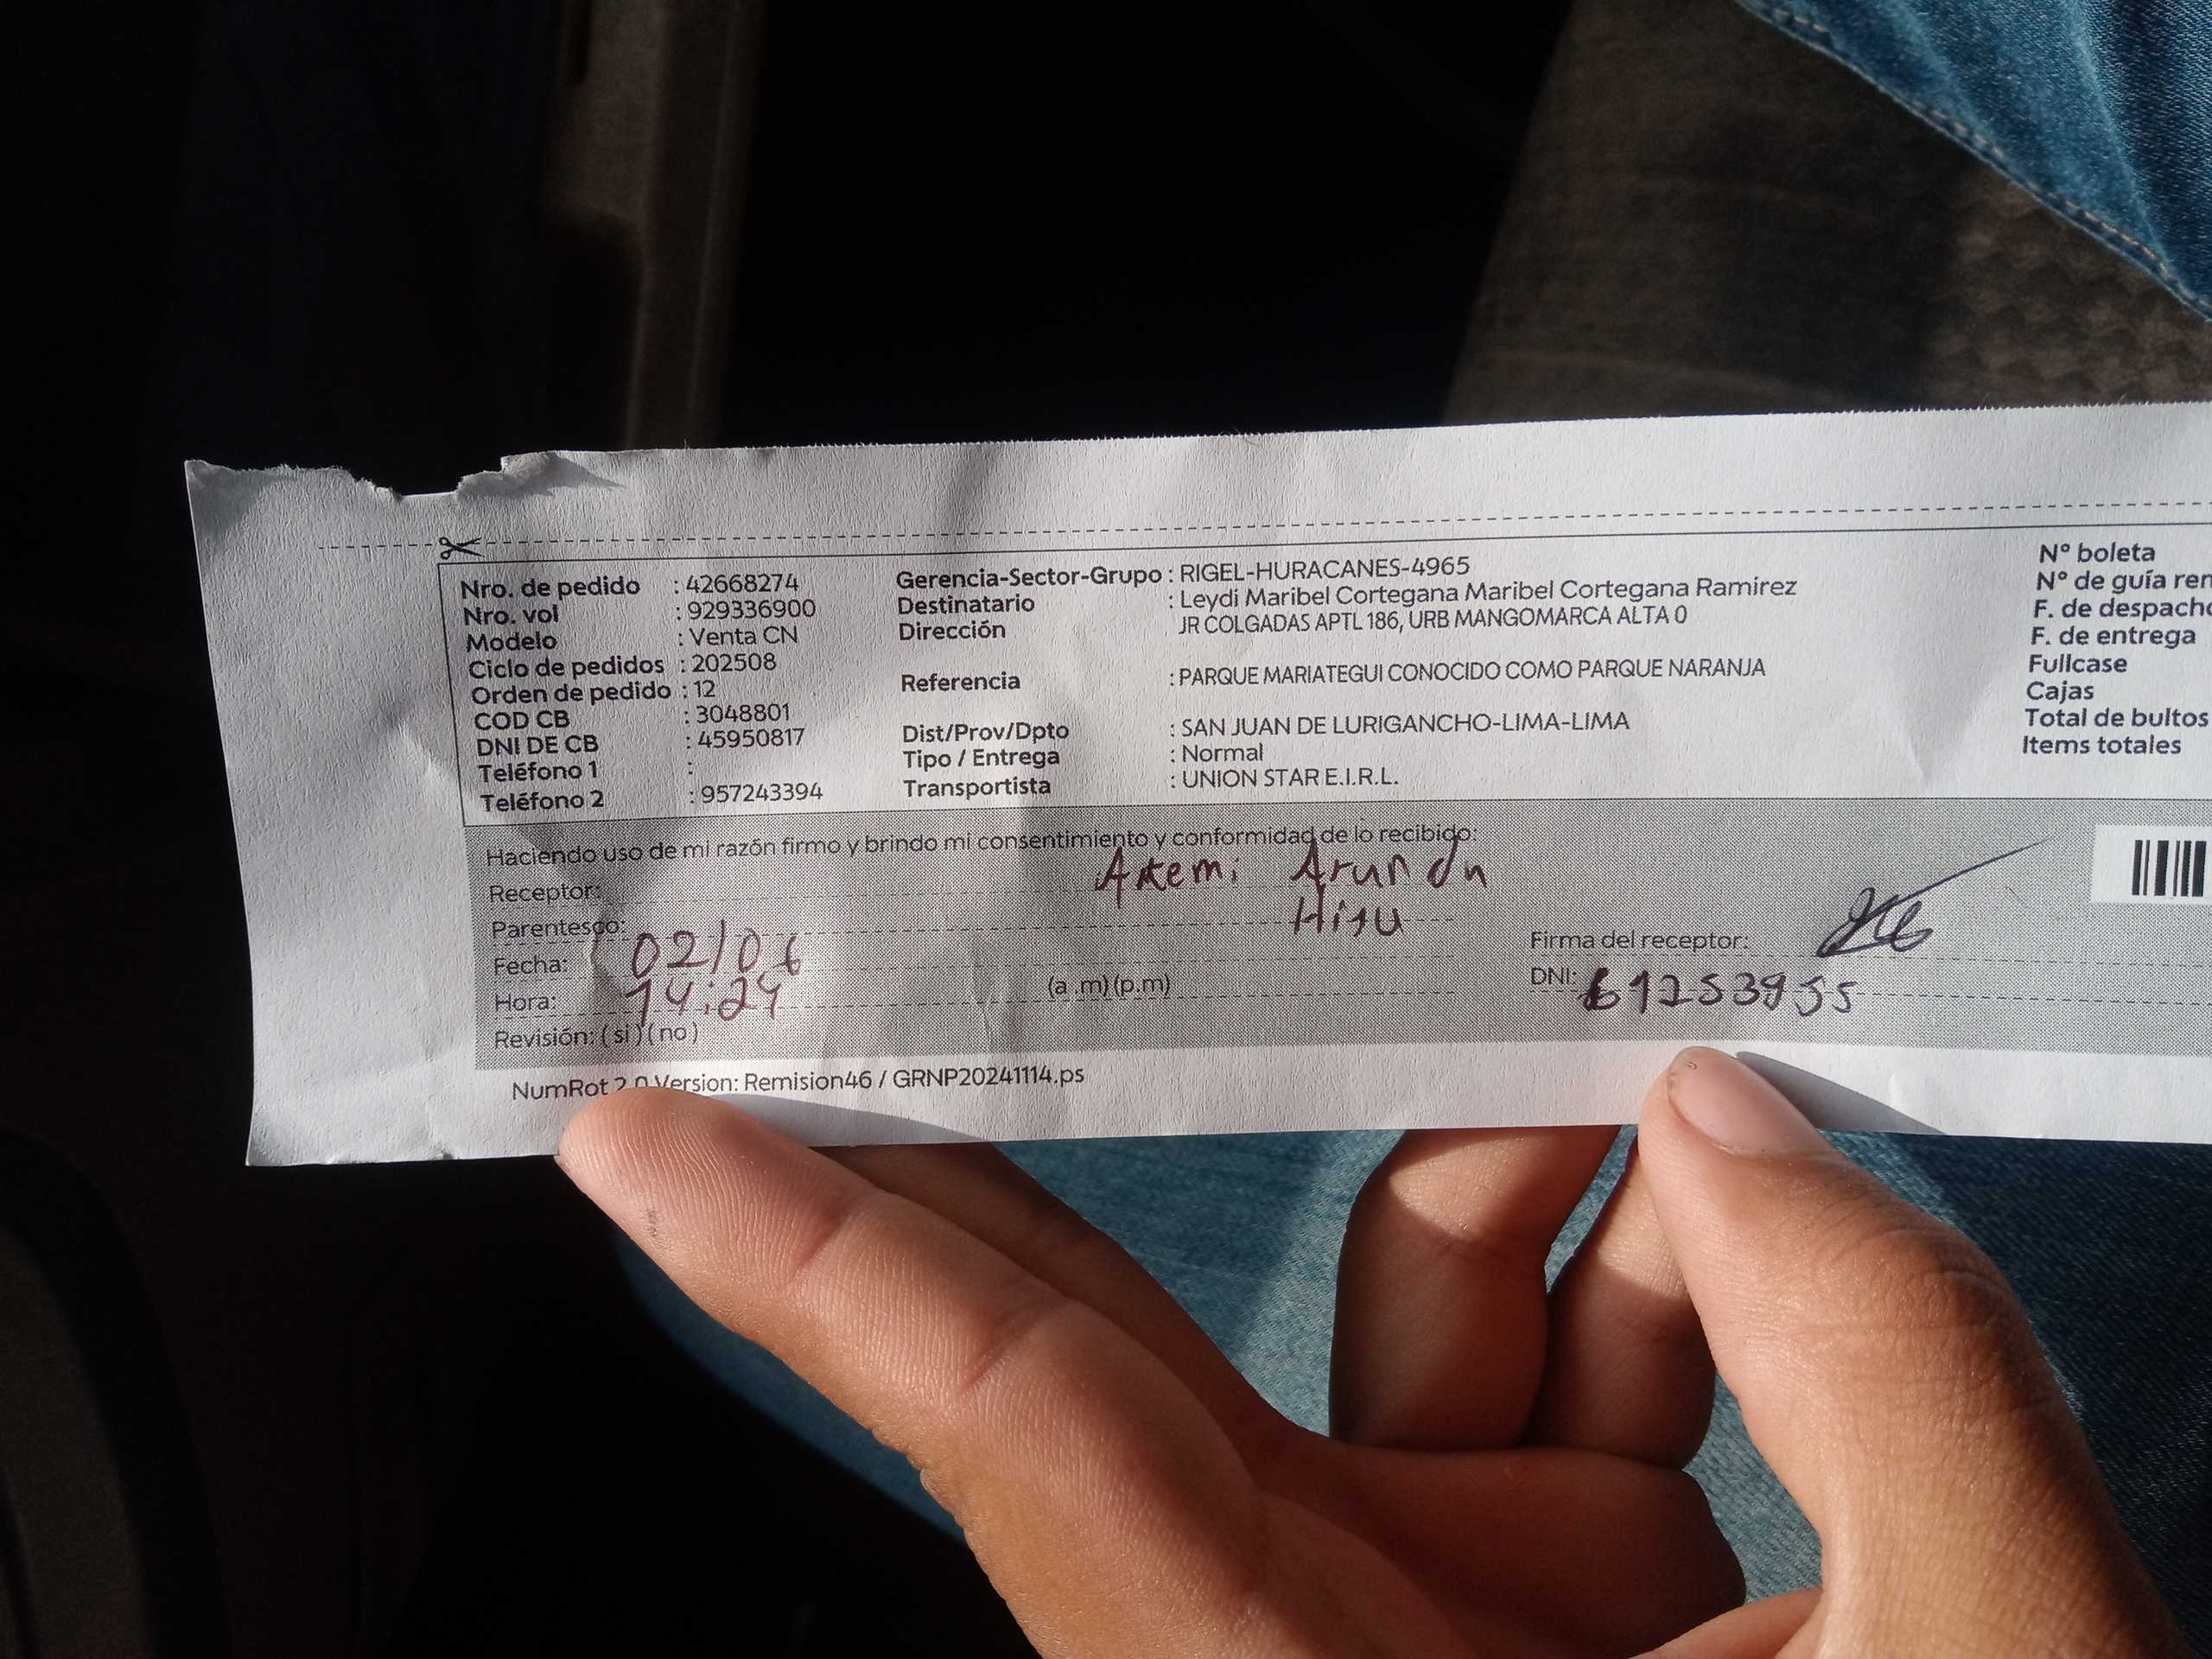 Nro. de pedido : 42668274
Nro. vol : 929336900
Modelo : Venta CN
Ciclo de pedidos : 202508
Orden de pedido : 12
COD CB : 3048801
DNI DE CB : 45950817
Teléfono 1 :
Teléfono 2 : 957243394
Gerencia-Sector-Grupo : RIGEL-HURACANES-4965
Destinatario : Leydi Maribel Cortegana Maribel Cortegana Ramirez
Dirección JR COLGADAS APTL 186, URB MANGOMARCA ALTA 0
Referencia : PARQUE MARIATEGUI CONOCIDO COMO PARQUE NARANJA
Dist/Prov/Dpto : SAN JUAN DE LURIGANCHO-LIMA-LIMA
Tipo / Entrega : Normal
Transportista : UNION STAR E.I.R.L.
N° boleta
N° de guía rem
F. de despacho
F. de entrega
Fullcase
Cajas
Total de bultos
Items totales
Haciendo uso de mi razón firmo y brindo mi consentimiento y conformidad de lo recibido:
Receptor:
Parentesco: Hisu
Fecha: 02/06
Hora: 14:24 (a .m) (p.m)
Revisión: ( si ) ( no )
Firma del receptor:
DNI: 61253955
NumRot 2.0 Version: Remision46 / GRNP20241114.ps